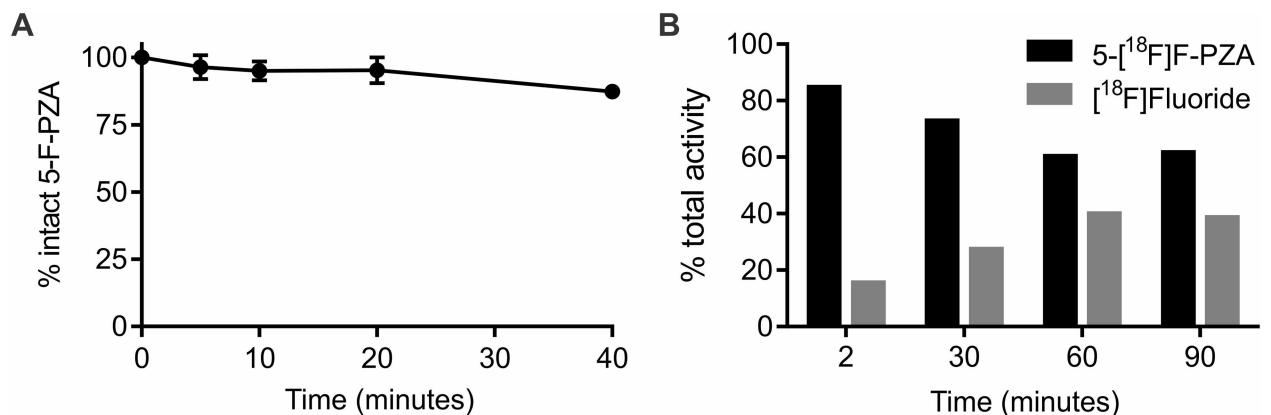 A
% intact 5-F-PZA
100
75
50
25
0
0 10 20 30 40
Time (minutes)
B
% total activity
100
80
60
40
20
0
5-[¹⁸F]F-PZA
[¹⁸F]Fluoride
2 30 60 90
Time (minutes)